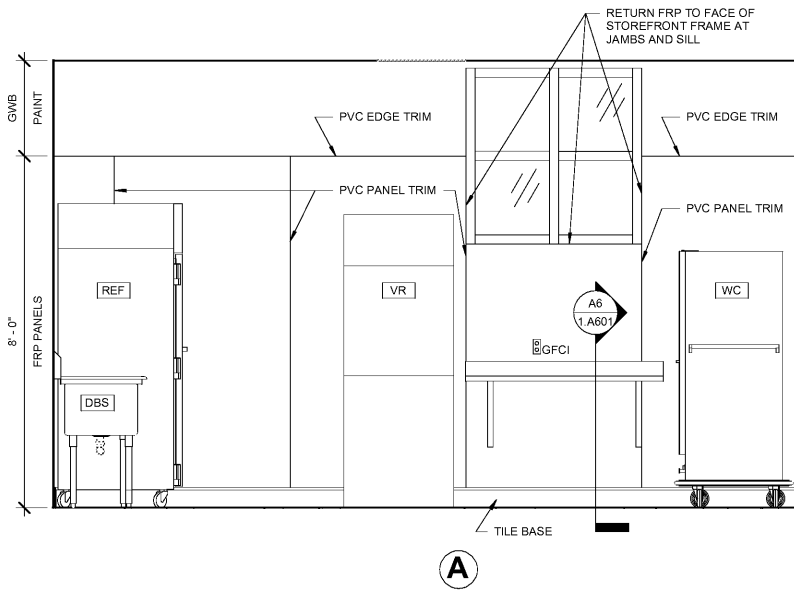 RETURN FRP TO FACE OF
STOREFRONT FRAME AT
JAMBS AND SILL
GWB
PAINT
PVC EDGE TRIM
PVC EDGE TRIM
PVC PANEL TRIM
PVC PANEL TRIM
8' - 0"
FRP PANELS
REF
VR
WC
A6
1.A601
GFCI
DBS
TILE BASE
A